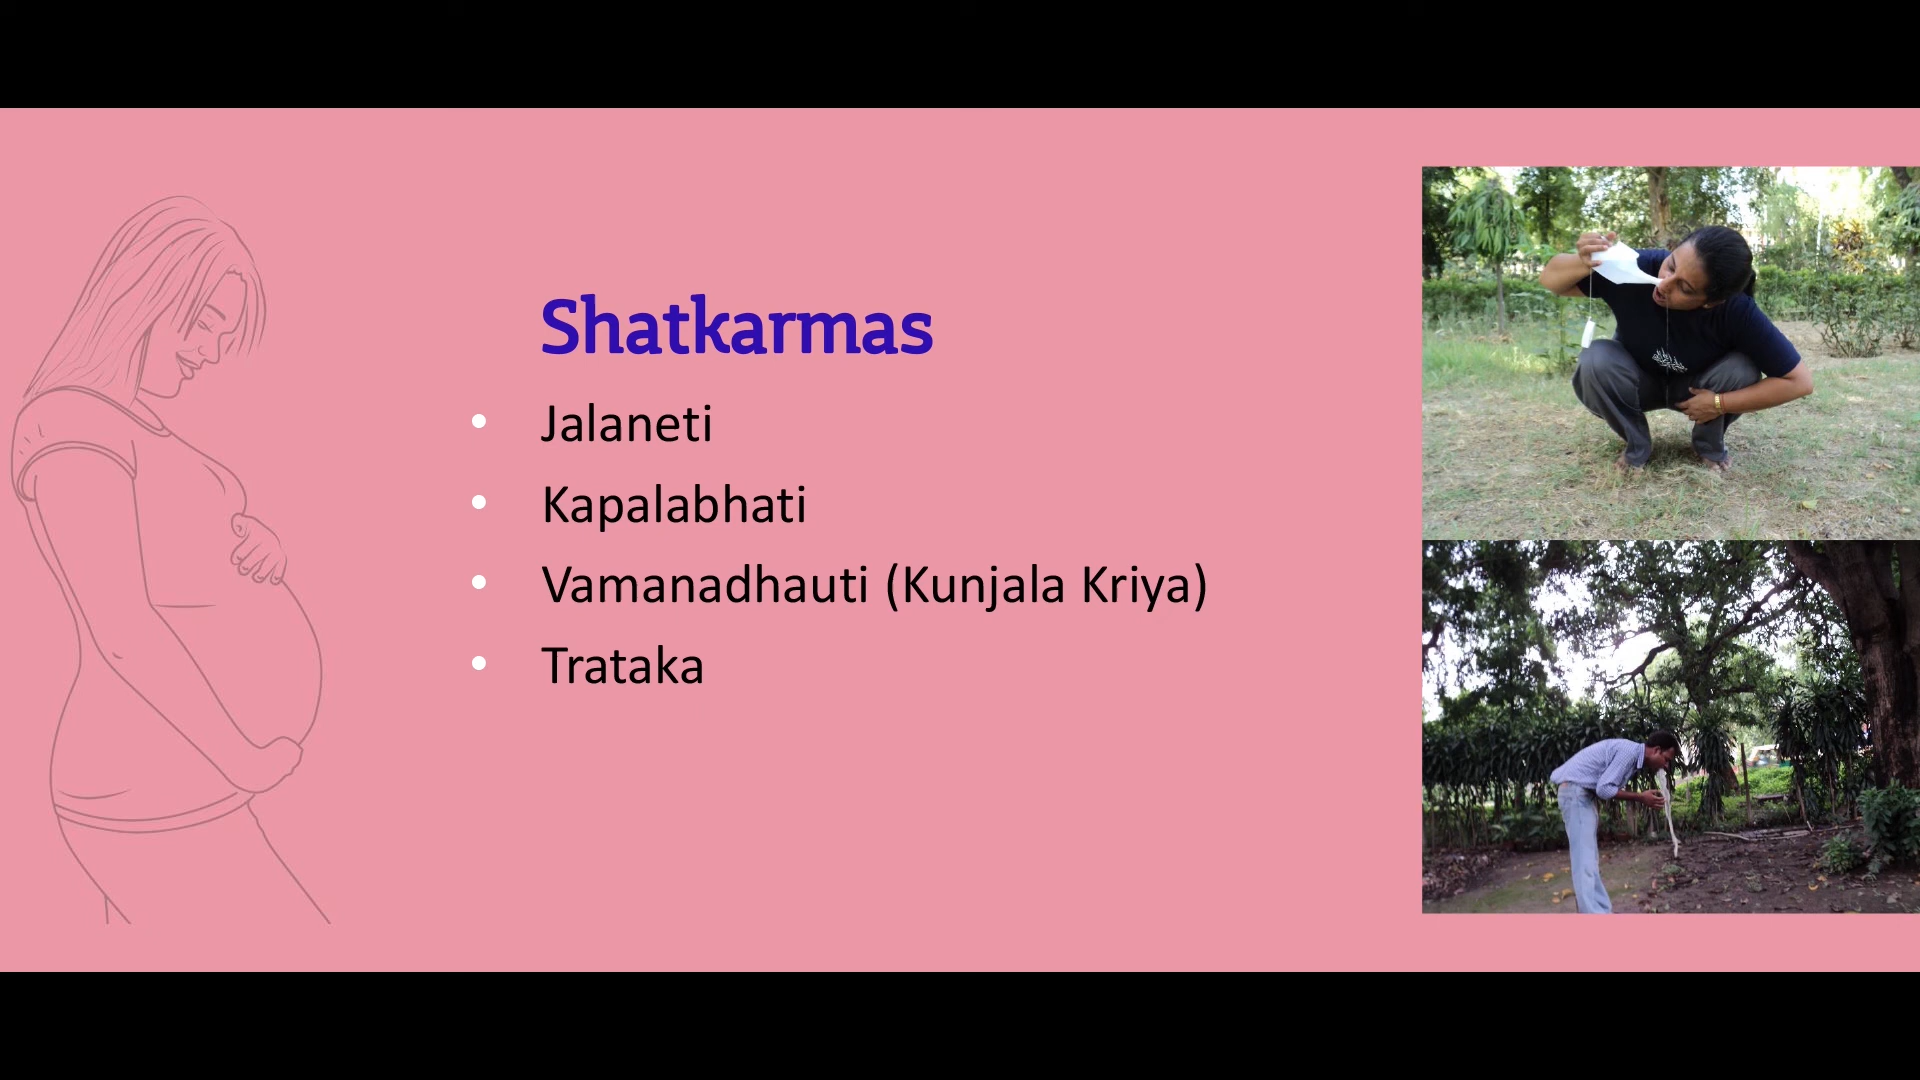 Shatkarmas
• Jalaneti
• Kapalabhati
• Vamanadhauti (Kunjala Kriya)
• Trataka